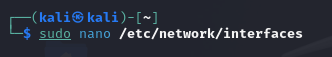 ┌──(kali㉿kali)-[~]
└─$ sudo nano /etc/network/interfaces